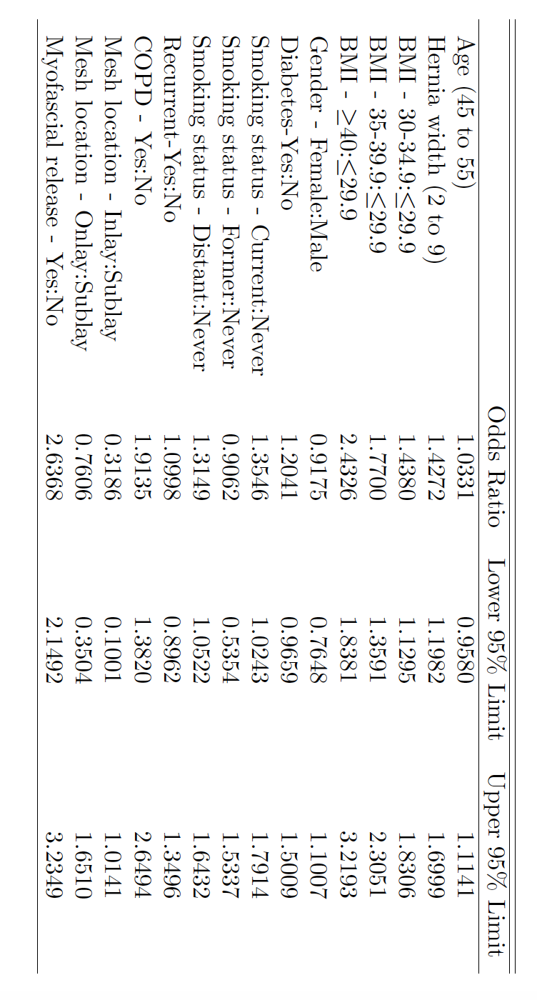 Odds Ratio Lower 95% Limit Upper 95% Limit
Age (45 to 55) 1.0331 0.9580 1.1141
Hernia width (2 to 9) 1.4272 1.1982 1.6999
BMI - 30-34.9:≤29.9 1.4380 1.1295 1.8306
BMI - 35-39.9:≤29.9 1.7700 1.3591 2.3051
BMI - ≥40:≤29.9 2.4326 1.8381 3.2193
Gender - Female:Male 0.9175 0.7648 1.1007
Diabetes-Yes:No 1.2041 0.9659 1.5009
Smoking status - Current:Never 1.3546 1.0243 1.7914
Smoking status - Former:Never 0.9062 0.5354 1.5337
Smoking status - Distant:Never 1.3149 1.0522 1.6432
Recurrent-Yes:No 1.0998 0.8962 1.3496
COPD - Yes:No 1.9135 1.3820 2.6494
Mesh location - Inlay:Sublay 0.3186 0.1001 1.0141
Mesh location - Onlay:Sublay 0.7606 0.3504 1.6510
Myofascial release - Yes:No 2.6368 2.1492 3.2349